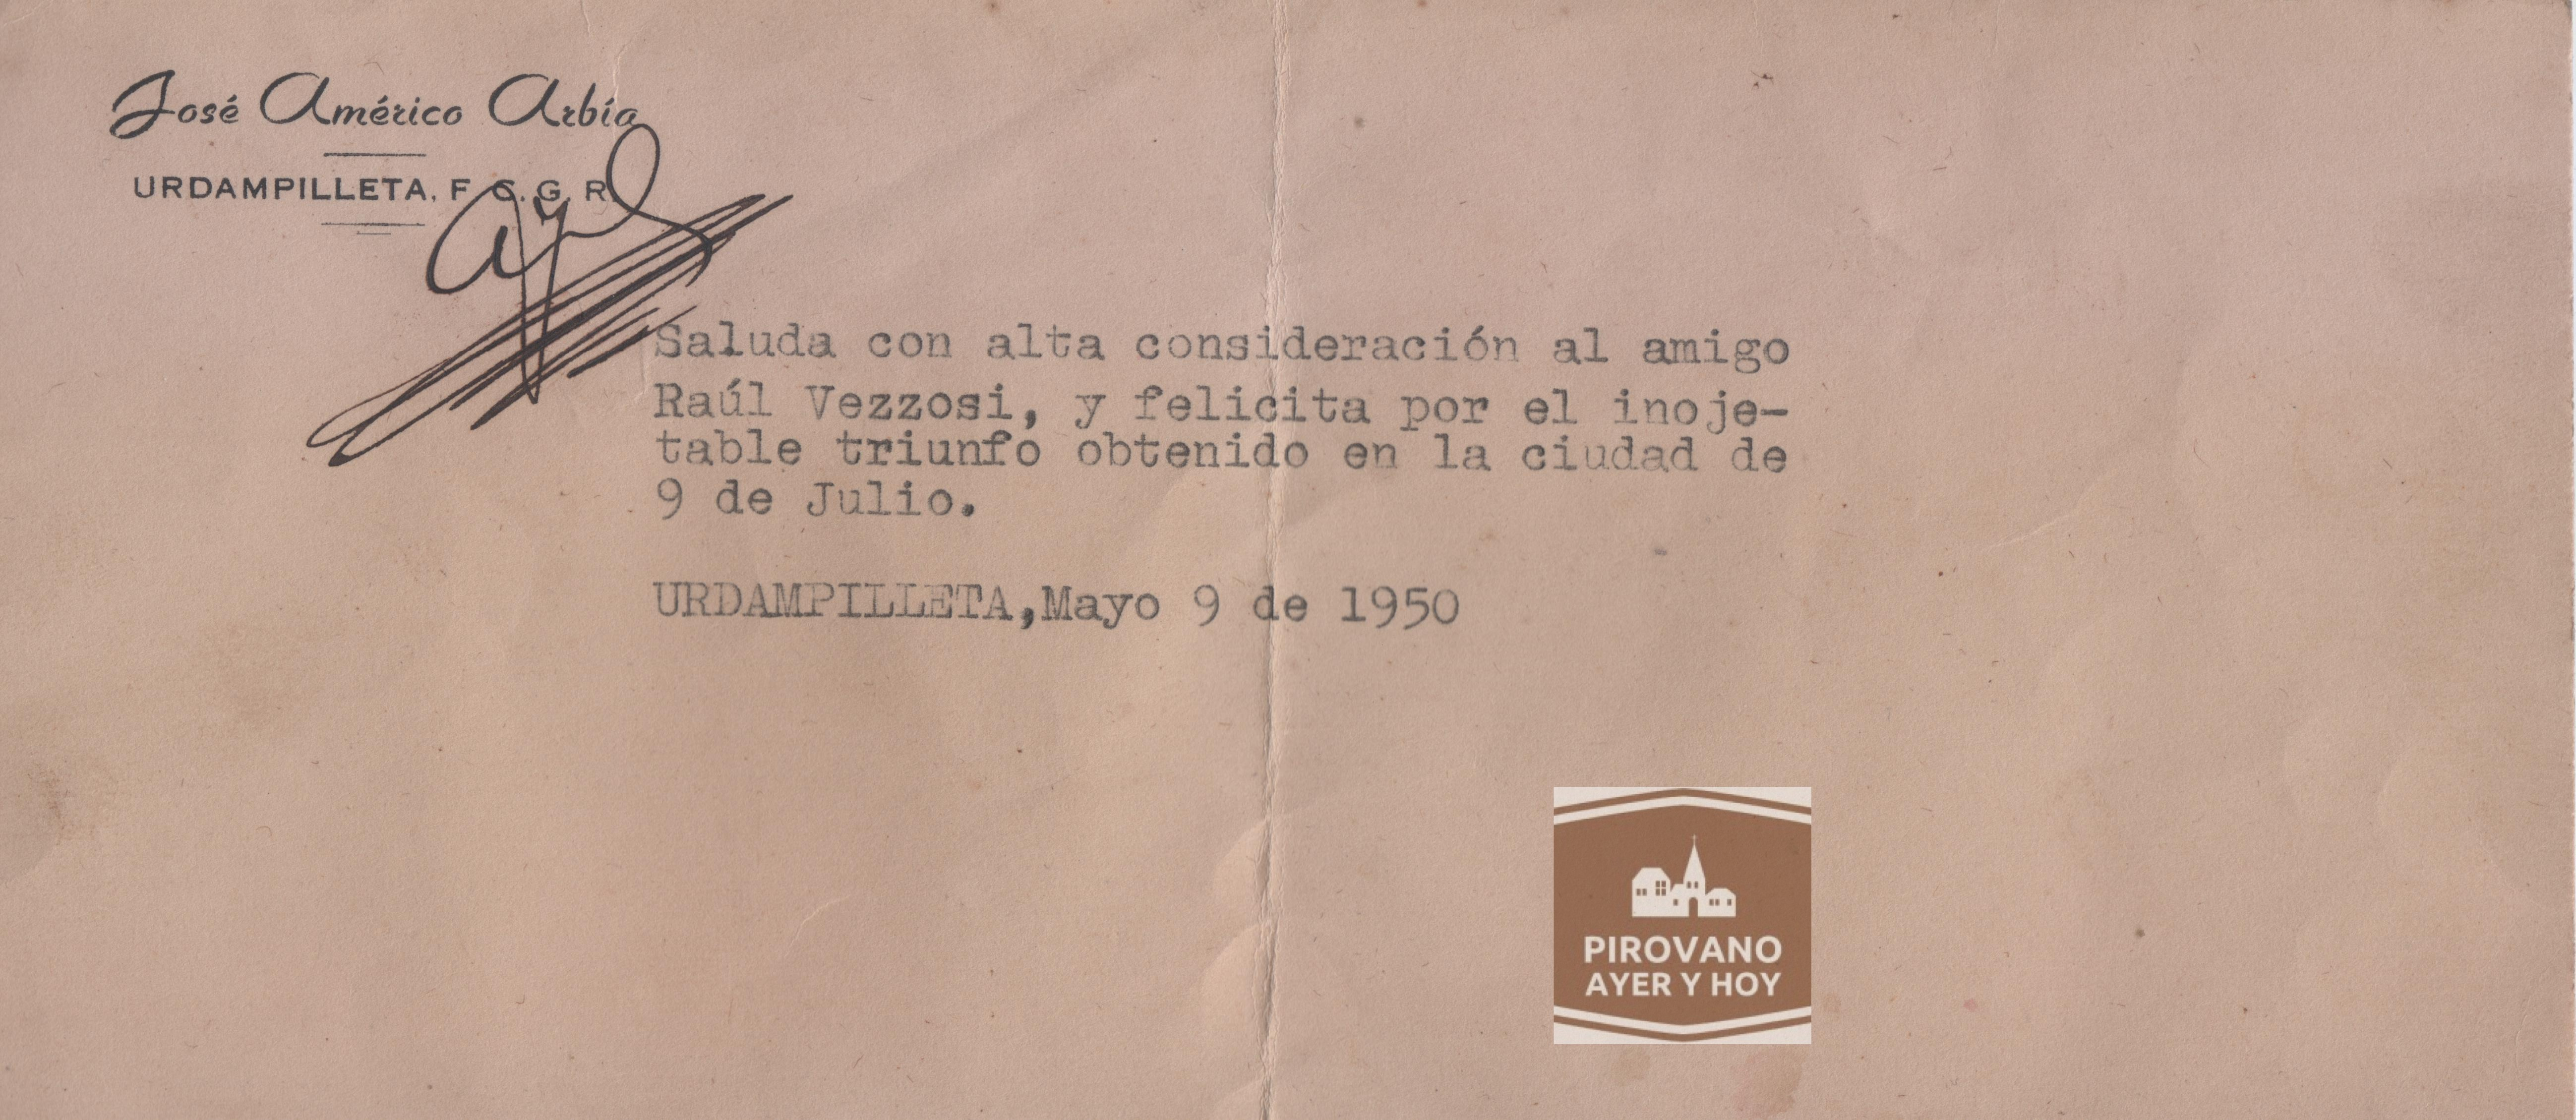 José Américo Arbía
URDAMPILLETA, F. C. G. R.
Saluda con alta consideración al amigo
Raúl Vezzosi, y felicita por el inoje-
table triunfo obtenido en la ciudad de
9 de Julio.
URDAMPILLETA,Mayo 9 de 1950
PIROVANO
AYER Y HOY